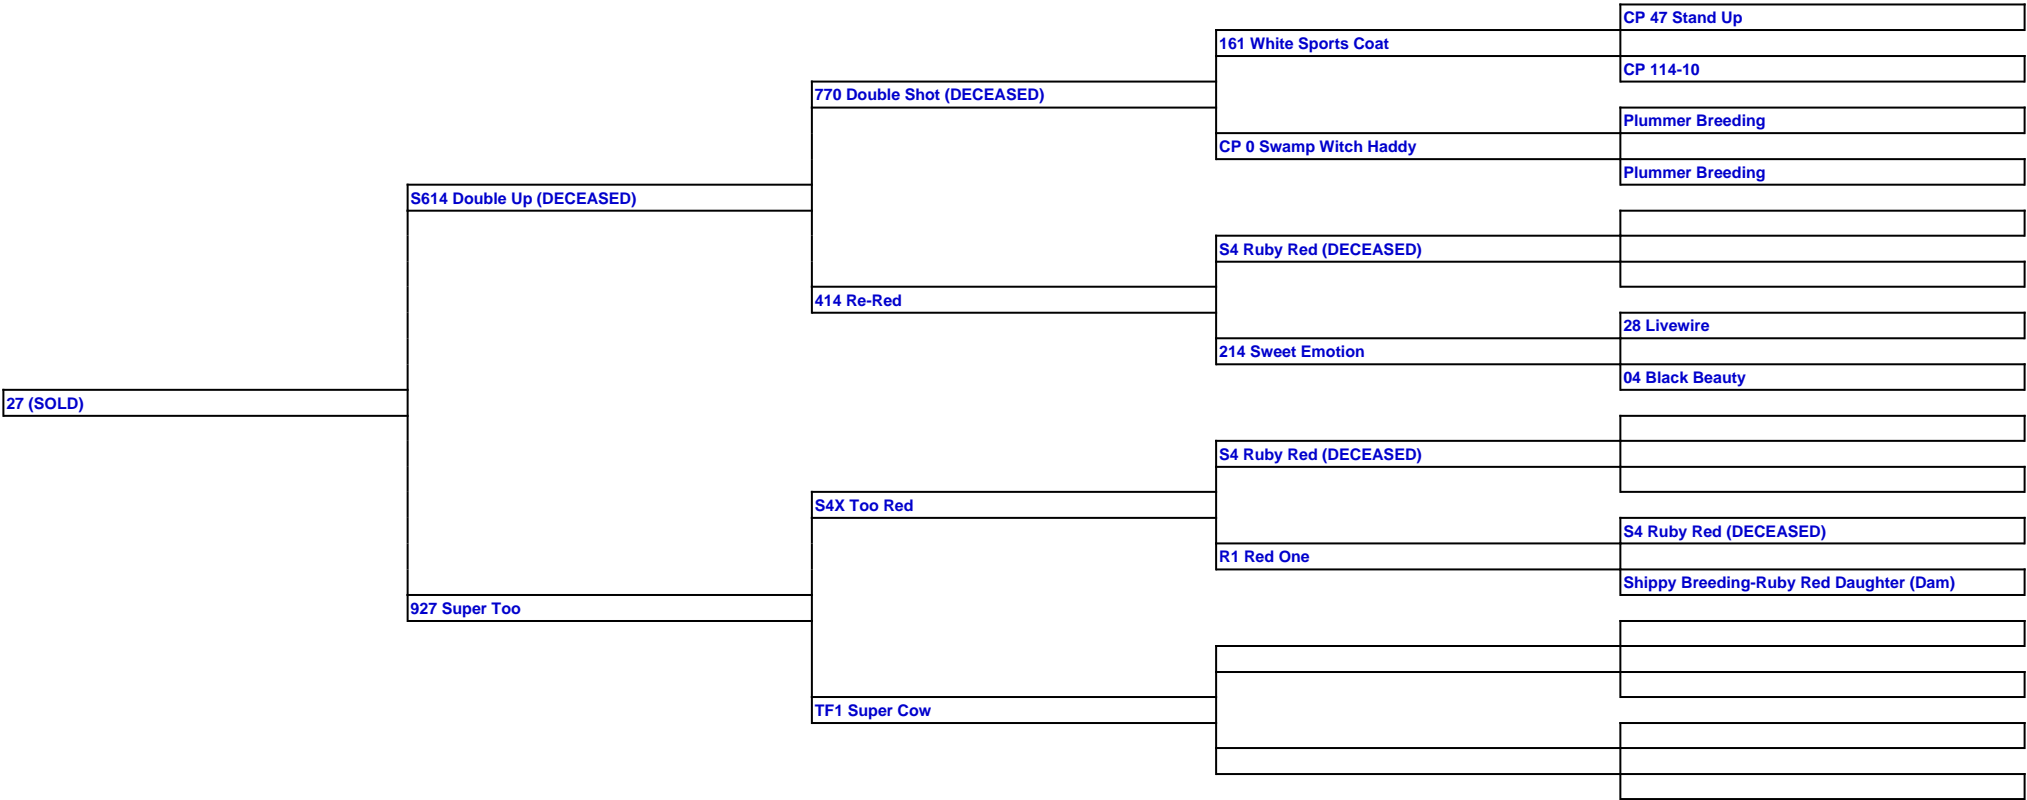 CP 47 Stand Up
161 White Sports Coat
CP 114-10
770 Double Shot (DECEASED)
Plummer Breeding
CP 0 Swamp Witch Haddy
Plummer Breeding
S614 Double Up (DECEASED)
S4 Ruby Red (DECEASED)
414 Re-Red
28 Livewire
214 Sweet Emotion
04 Black Beauty
27 (SOLD)
S4 Ruby Red (DECEASED)
S4X Too Red
S4 Ruby Red (DECEASED)
R1 Red One
Shippy Breeding-Ruby Red Daughter (Dam)
927 Super Too
TF1 Super Cow